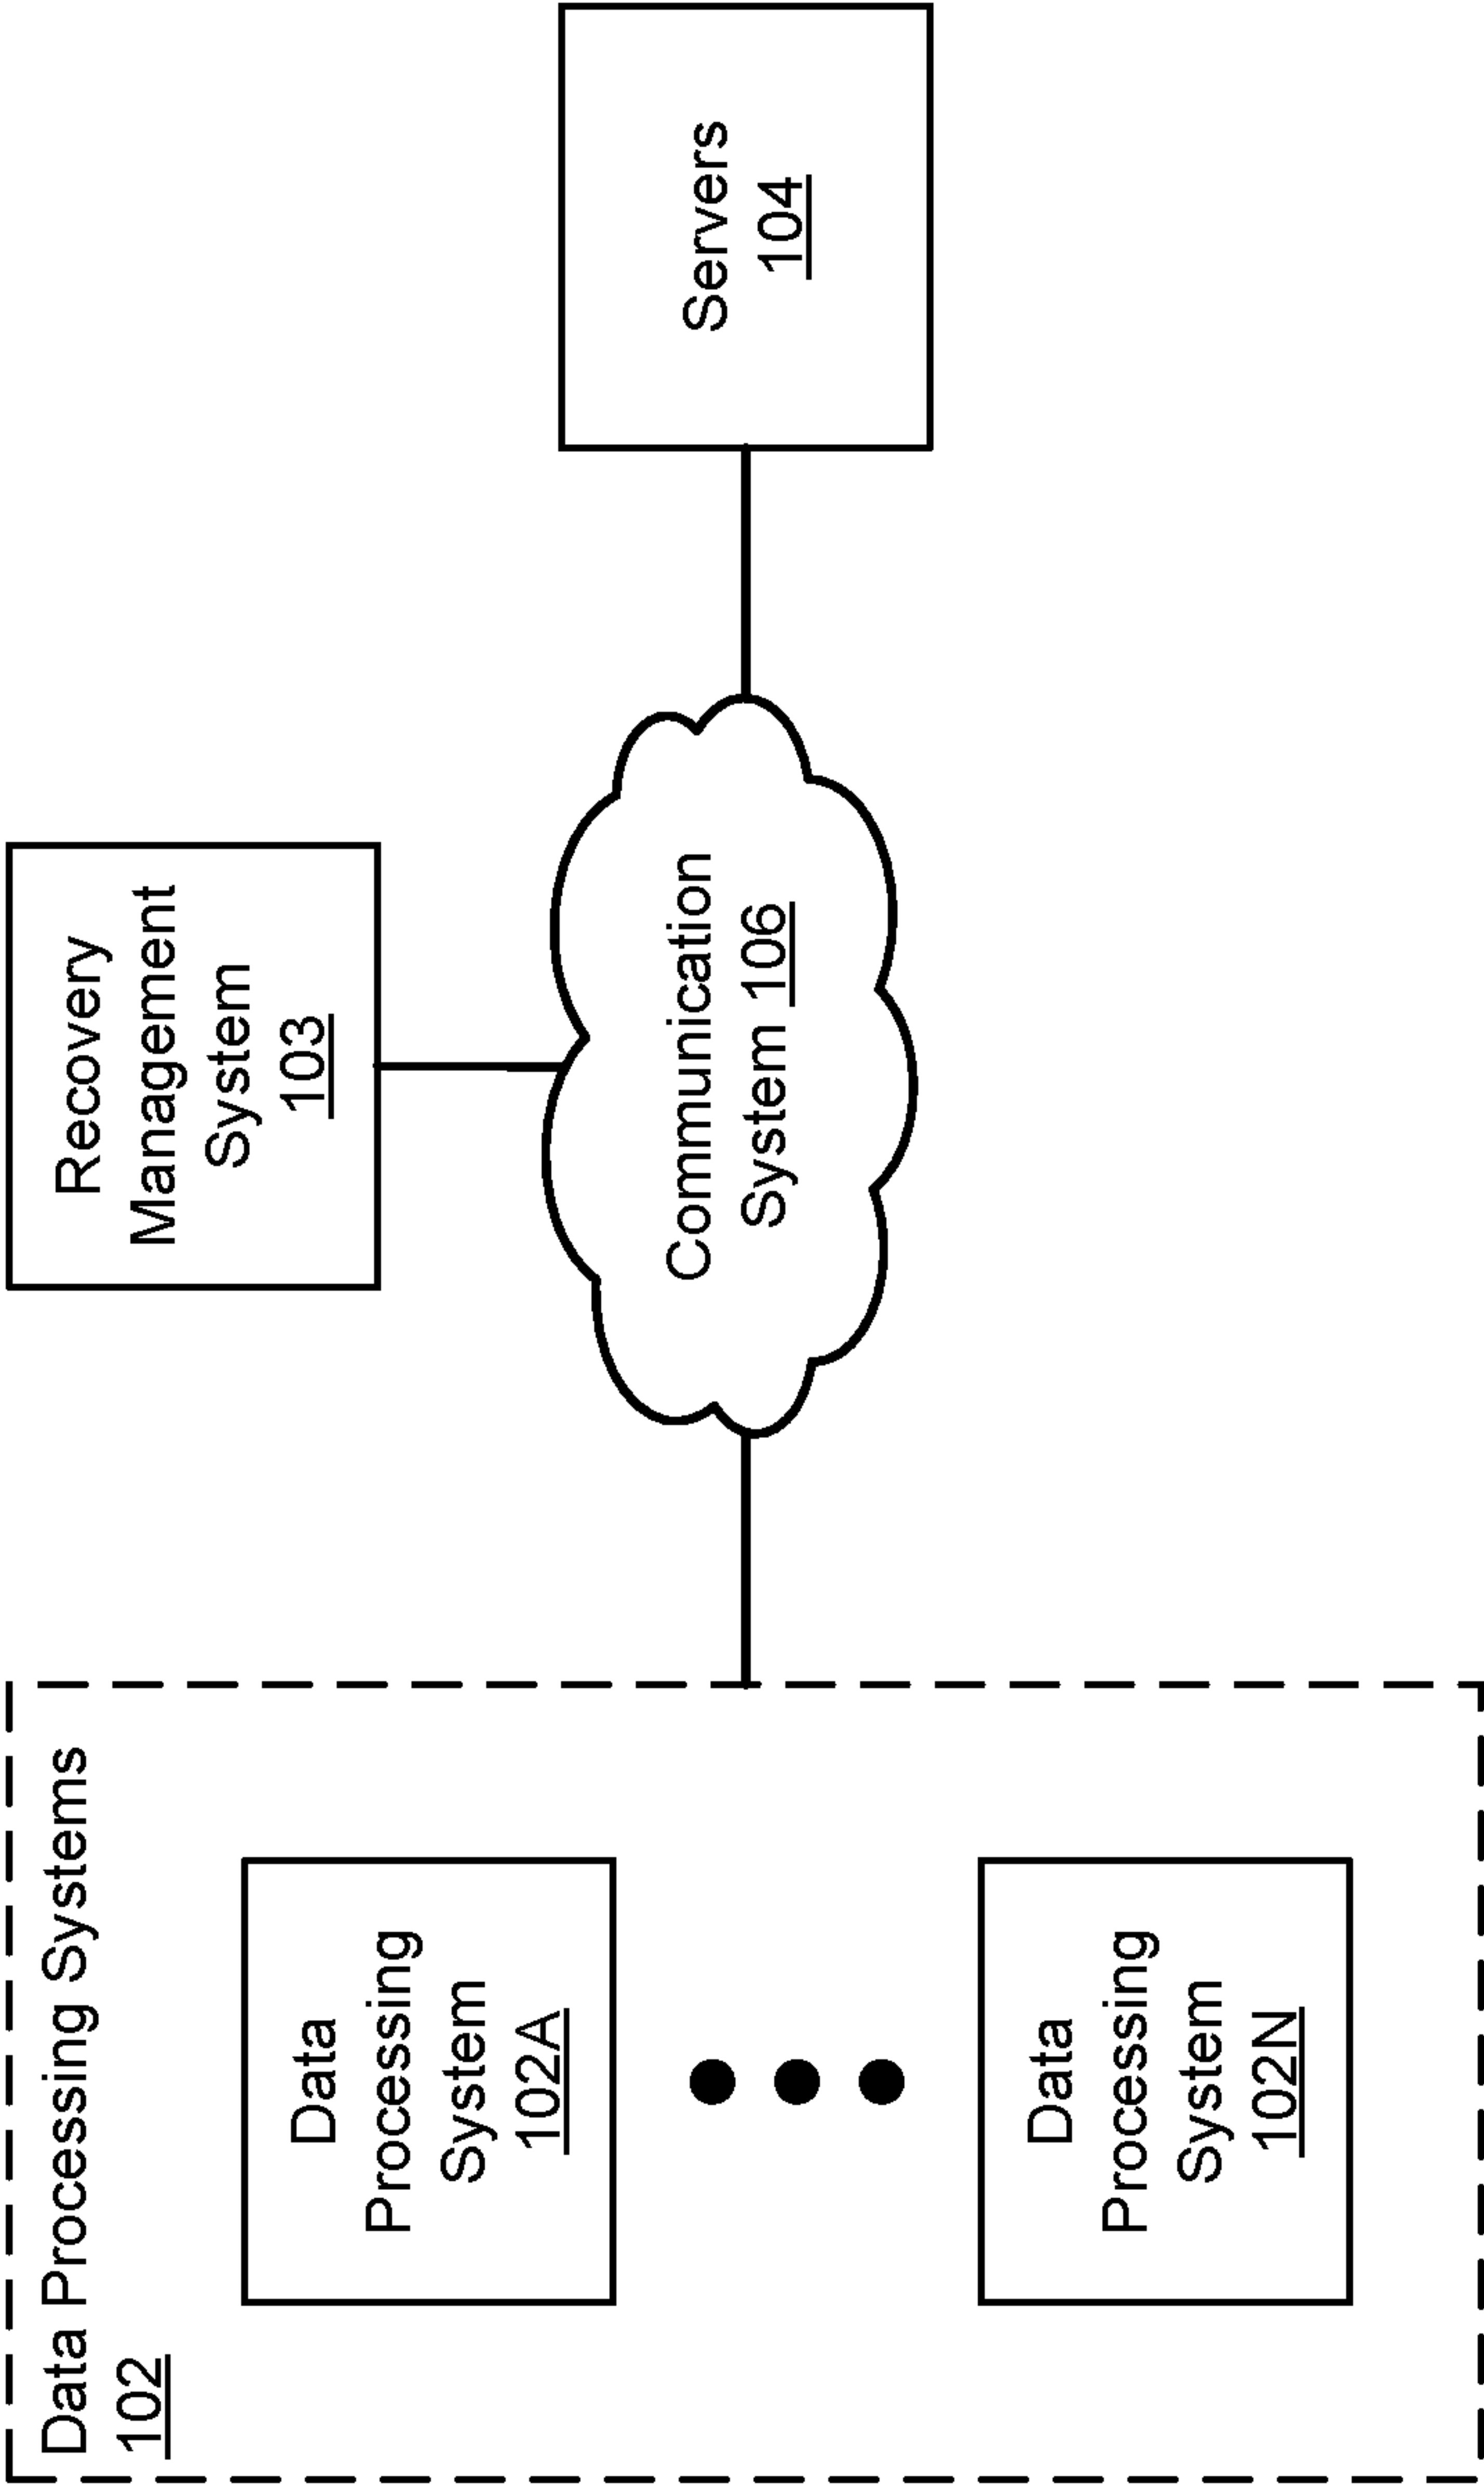 Data Processing Systems
102
Data
Processing
System
102A
Data
Processing
System
102N
Recovery
Management
System
103
Communication
System 106
Servers
104